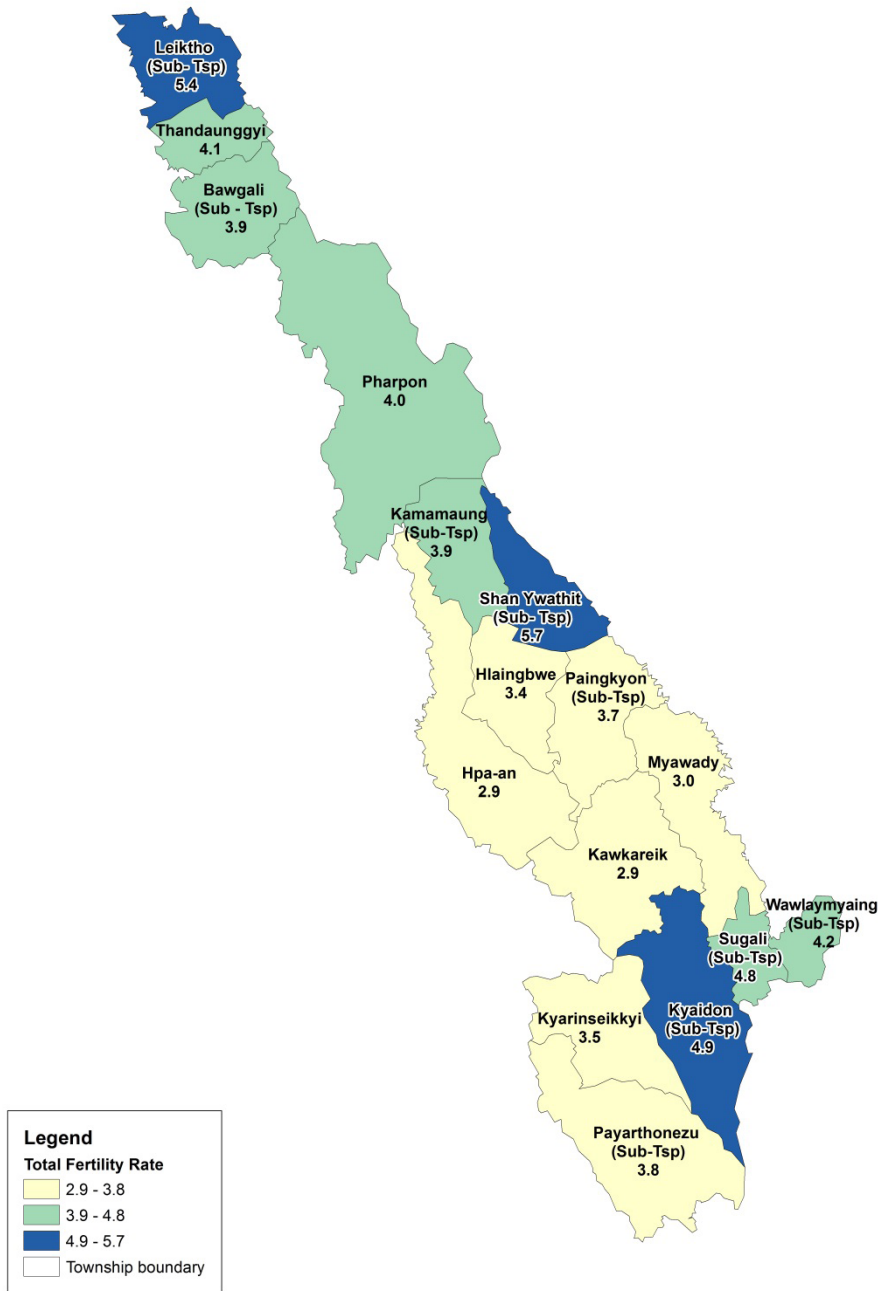 Leiktho
(Sub- Tsp)
5.4
Thandaunggyi
4.1
Bawgali
(Sub - Tsp)
3.9
Pharpon
4.0
Kamamaung
(Sub-Tsp)
3.9
Shan Ywathit
(Sub- Tsp)
5.7
Hlaingbwe
3.4
Paingkyon
(Sub-Tsp)
3.7
Myawady
3.0
Hpa-an
2.9
Kawkareik
2.9
Wawlaymyaing
(Sub-Tsp)
4.2
Sugali
(Sub-Tsp)
4.8
Kyaidon
(Sub-Tsp)
4.9
Kyarinseikkyi
3.5
Payarthonezu
(Sub-Tsp)
3.8
Legend
Total Fertility Rate
2.9 - 3.8
3.9 - 4.8
4.9 - 5.7
Township boundary